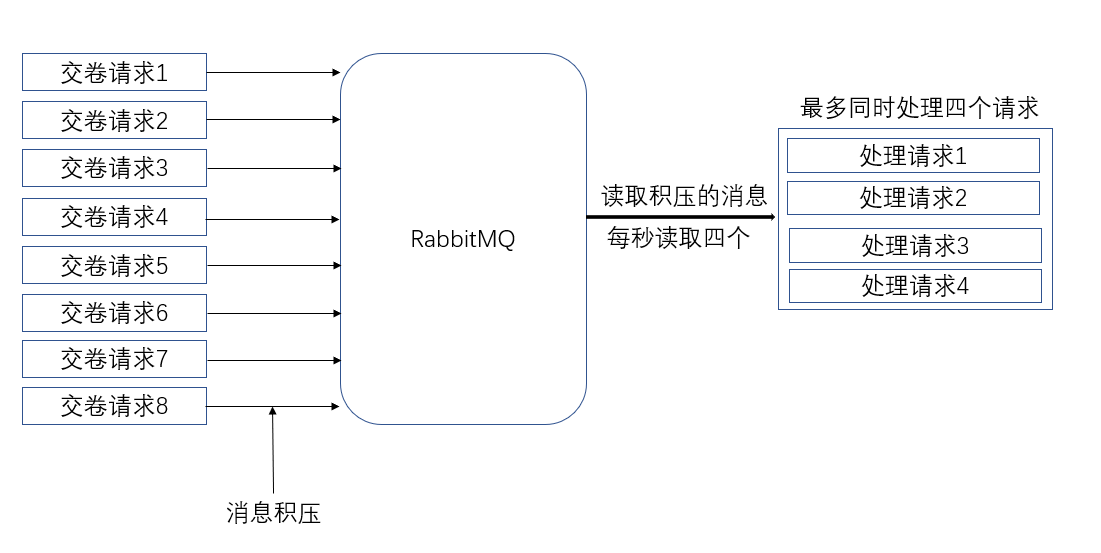 交卷请求1
交卷请求2
交卷请求3
交卷请求4
交卷请求5
交卷请求6
交卷请求7
交卷请求8
消息积压
RabbitMQ
读取积压的消息
每秒读取四个
最多同时处理四个请求
处理请求1
处理请求2
处理请求3
处理请求4